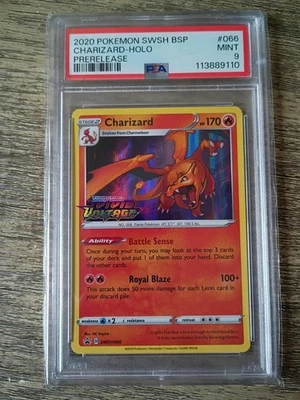 2020 POKEMON SWSH BSP #066
CHARIZARD-HOLO MINT
PRERELEASE 9
PSA 113889110
STAGE 2 Charizard HP 170
Evolves from Charmeleon
VIVID
VOLTAGE
Ability Battle Sense
Once during your turn, you may look at the top 3 cards
of your deck and put 1 of them into your hand. Discard
the other cards.
Royal Blaze 100+
This attack does 50 more damage for each Leon card in
your discard pile.
weakness ×2 resistance retreat
SWSH066